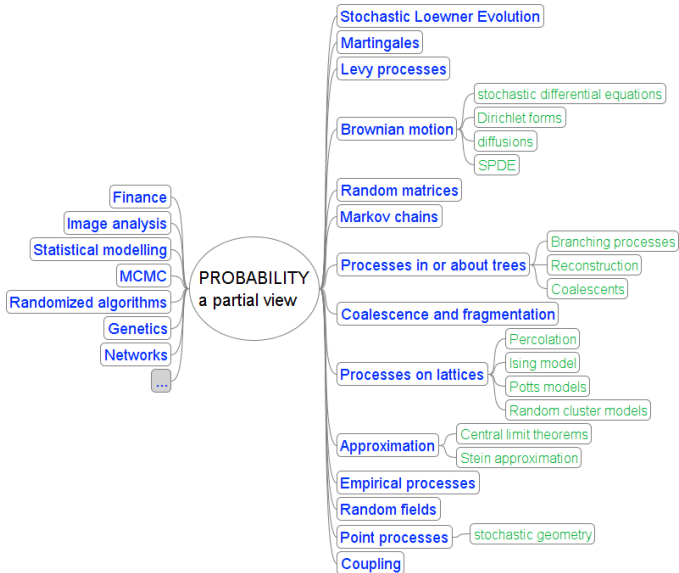 Stochastic Loewner Evolution
Martingales
Levy processes
Brownian motion
stochastic differential equations
Dirichlet forms
diffusions
SPDE
Random matrices
Markov chains
Processes in or about trees
Branching processes
Reconstruction
Coalescents
Coalescence and fragmentation
Processes on lattices
Percolation
Ising model
Potts models
Random cluster models
Approximation
Central limit theorems
Stein approximation
Empirical processes
Random fields
Point processes
stochastic geometry
Coupling
PROBABILITY
a partial view
Finance
Image analysis
Statistical modelling
MCMC
Randomized algorithms
Genetics
Networks
...